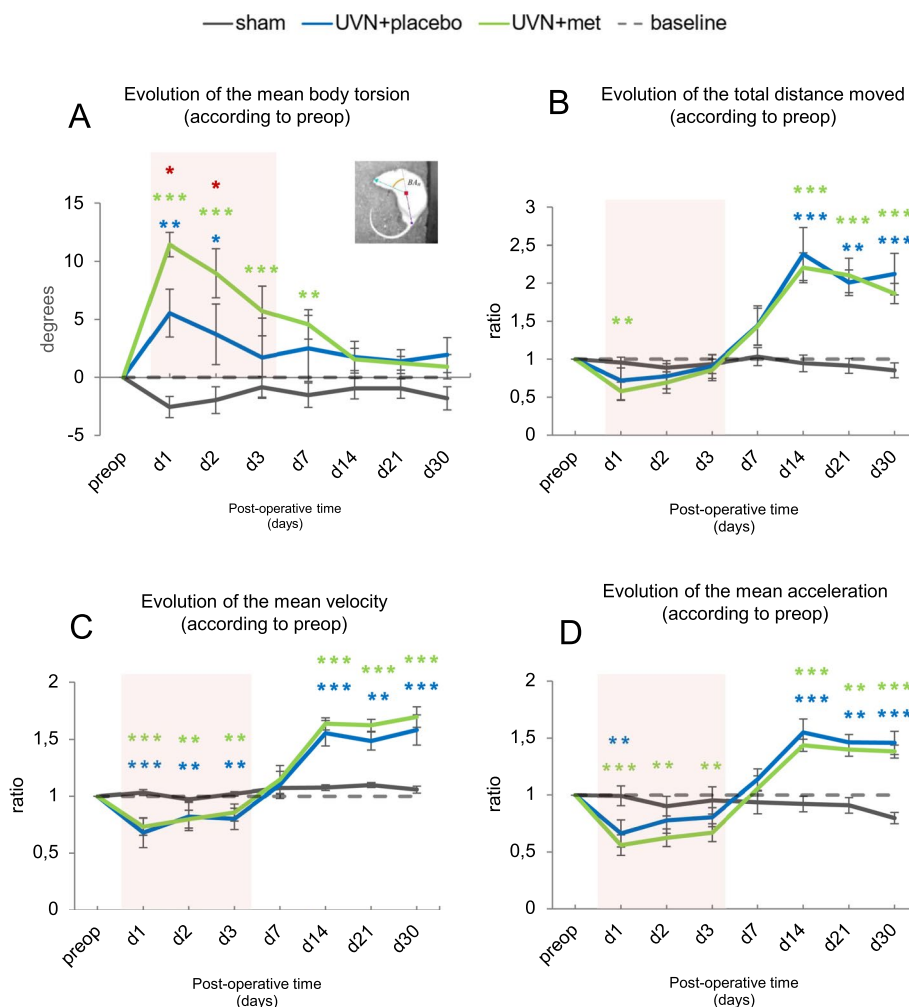 sham UVN+placebo UVN+met baseline
A
Evolution of the mean body torsion
(according to preop)
*
* * *
* *
*
* * *
*
* * *
* *
BA
15
10
5
0
-5
degrees
preop d1 d2 d3 d7 d14 d21 d30
Post-operative time
(days)
B
Evolution of the total distance moved
(according to preop)
* *
* * *
* * *
* * *
* *
* * *
* * *
3
2,5
2
1,5
1
0,5
0
ratio
preop d1 d2 d3 d7 d14 d21 d30
Post-operative time
(days)
C
Evolution of the mean velocity
(according to preop)
* * *
* * *
* *
* *
* *
* *
* * *
* * *
* * *
* *
* * *
* * *
2
1,5
1
0,5
0
ratio
preop d1 d2 d3 d7 d14 d21 d30
Post-operative time
(days)
D
Evolution of the mean acceleration
(according to preop)
* *
* * *
* *
* *
* * *
* * *
* *
* *
* * *
* * *
2
1,5
1
0,5
0
ratio
preop d1 d2 d3 d7 d14 d21 d30
Post-operative time
(days)